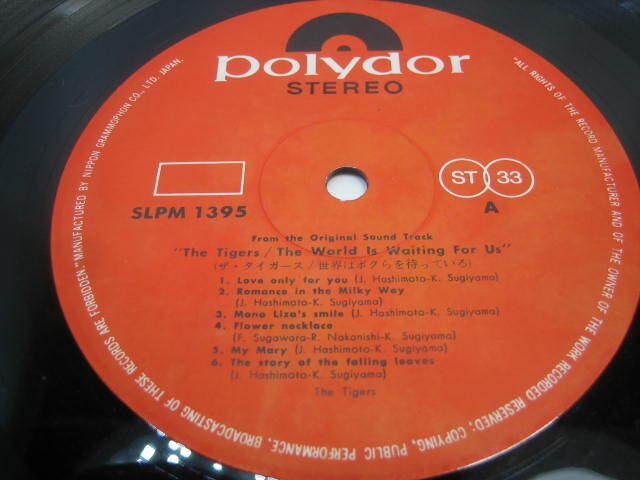 polydor
STEREO
SLPM 1395
ST 33
A
From the Original Sound Track
"The Tigers/The World Is Waiting For Us"
(ザ・タイガース/世界はボクらを待っている)
1. Love only for you (J. Hashimoto-K. Sugiyama)
2. Romance in the Milky Wey
(J. Hashimoto-K. Sugiyama)
3. Mona Liza's smile (J. Hashimoto-K. Sugiyama)
4. Flower necklace
(F. Sugawara-R. Nakanishi-K. Sugiyama)
5. My Mary (J. Hashimoto-K. Sugiyama)
6. The story of the falling leaves
(J. Hashimoto-K. Sugiyama)
The Tigers
"ALL RIGHTS OF THE RECORD MANUFACTURER AND OF THE OWNER OF THE WORK RECORDED RESERVED; COPYING, PUBLIC PERFORMANCE, BROADCASTING OF THESE RECORDS ARE FORBIDDEN." MANUFACTURED BY NIPPON GRAMMOPHON CO., LTD. JAPAN.